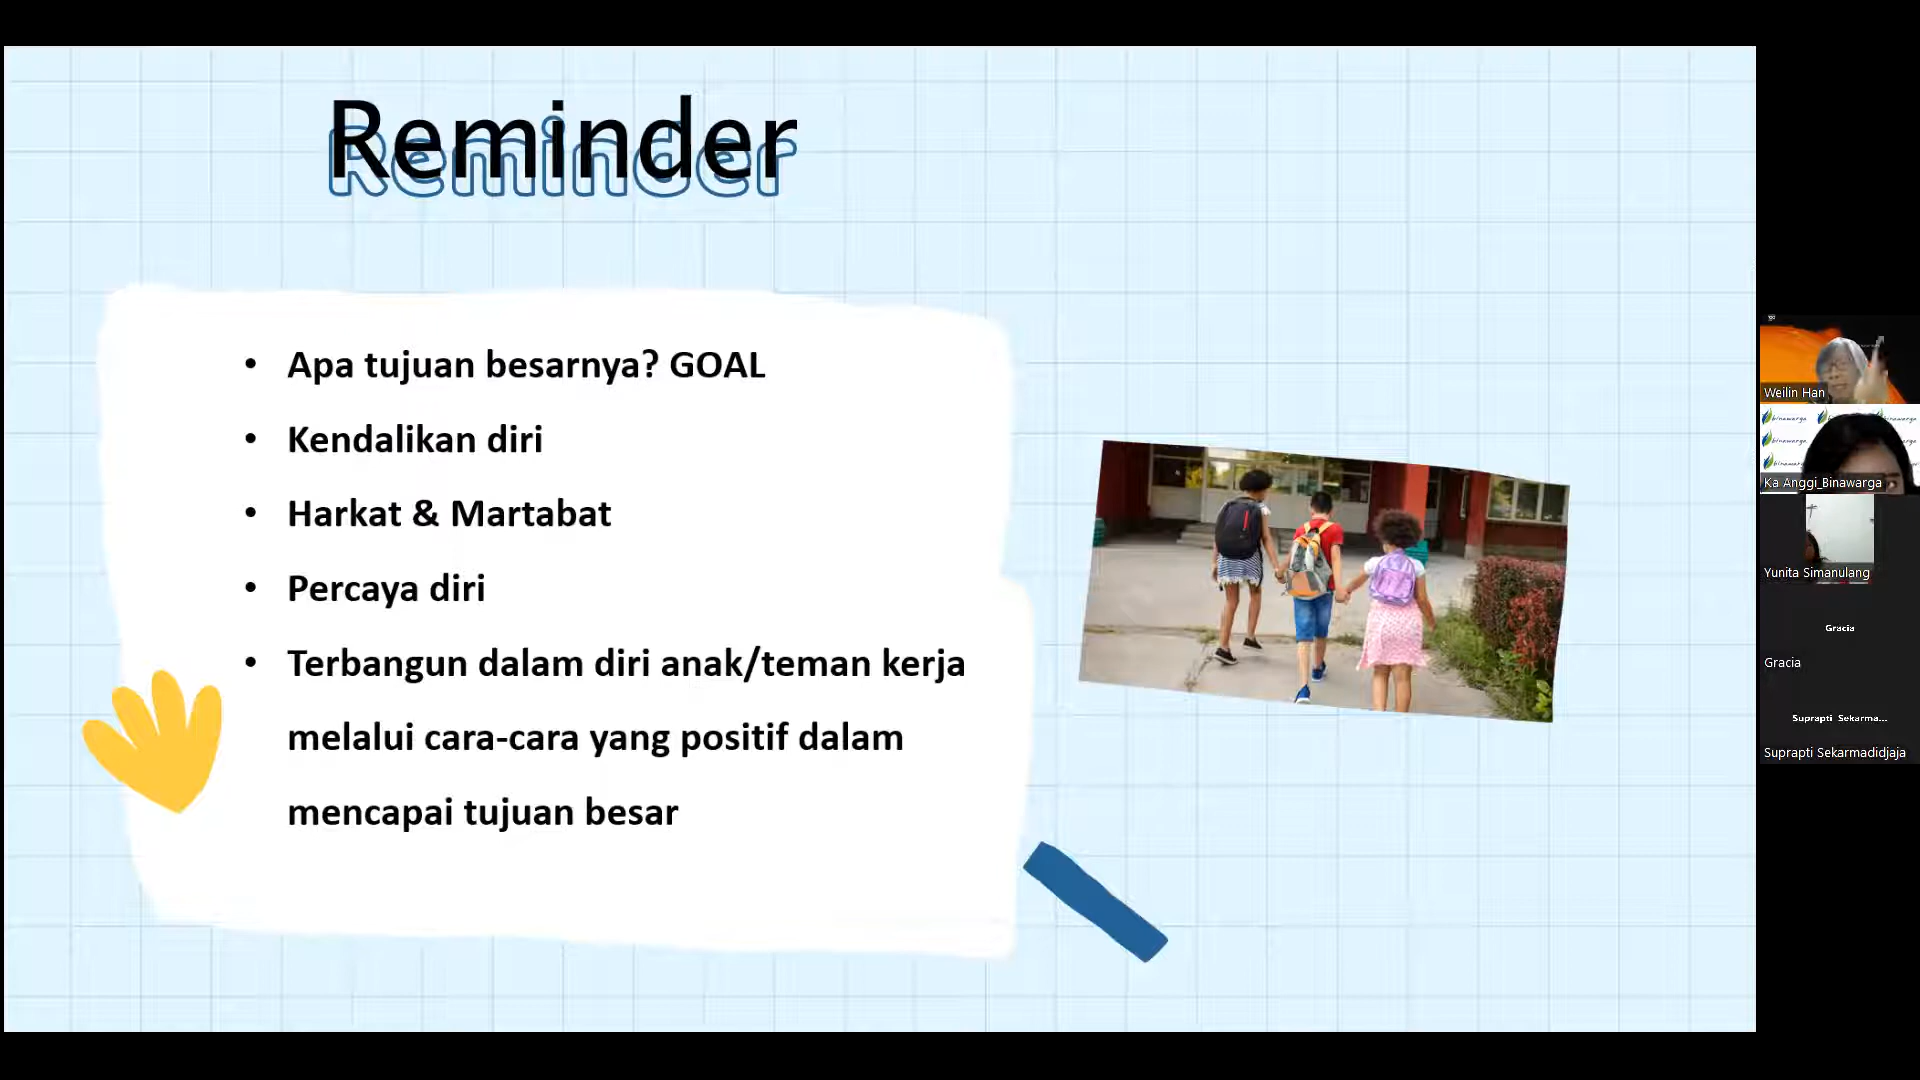 Reminder
• Apa tujuan besarnya? GOAL
• Kendalikan diri
• Harkat & Martabat
• Percaya diri
• Terbangun dalam diri anak/teman kerja
melalui cara-cara yang positif dalam
mencapai tujuan besar
Weilin Han
binawarga
Ka Anggi_Binawarga
Yunita Simanulang
Gracia
Gracia
Suprapti Sekarma...
Suprapti Sekarmadidjaja